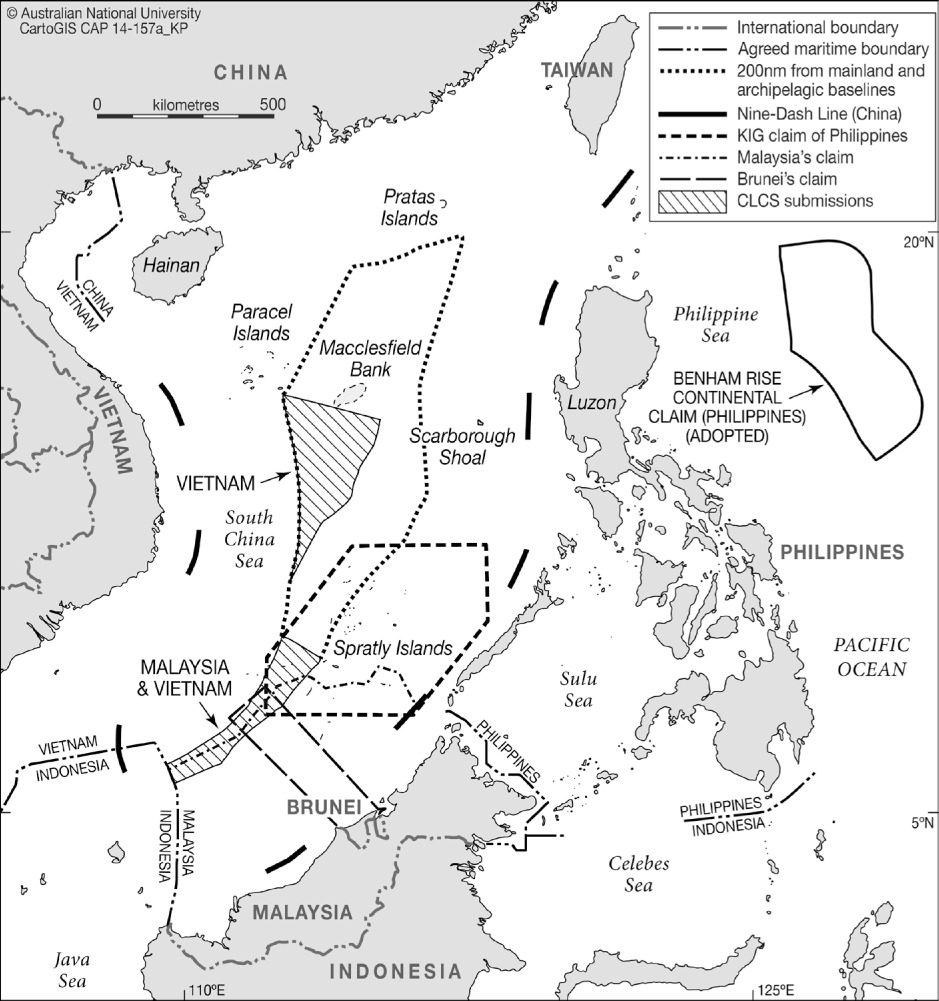 © Australian National University
CartoGIS CAP 14-157a_KP
CHINA
0 kilometres 500
TAIWAN
International boundary
Agreed maritime boundary
200nm from mainland and
archipelagic baselines
Nine-Dash Line (China)
KIG claim of Philippines
Malaysia's claim
Brunei's claim
CLCS submissions
Pratas
Islands
20°N
Hainan
CHINA
VIETNAM
Paracel
Islands
Macclesfield
Bank
Philippine
Sea
BENHAM RISE
CONTINENTAL
CLAIM (PHILIPPINES)
(ADOPTED)
Luzon
VIETNAM
Scarborough
Shoal
VIETNAM
South
China
Sea
PHILIPPINES
Spratly Islands
PACIFIC
OCEAN
MALAYSIA
& VIETNAM
Sulu
Sea
VIETNAM
INDONESIA
PHILIPPINES
BRUNEI
PHILIPPINES
INDONESIA
5°N
MALAYSIA
INDONESIA
Celebes
Sea
MALAYSIA
Java
Sea
INDONESIA
110°E
125°E